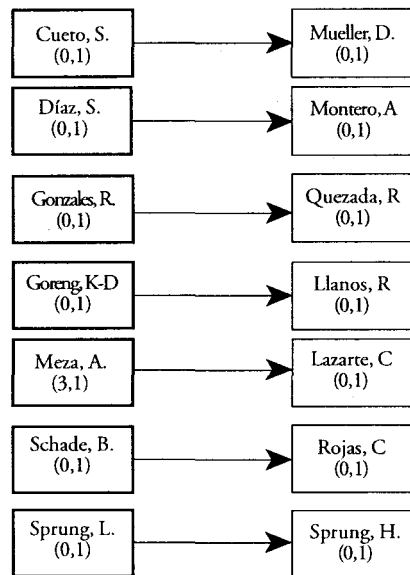 Cueto, S.
(0,1)
Mueller, D.
(0,1)
Díaz, S.
(0,1)
Montero, A
(0,1)
Gonzales, R.
(0,1)
Quezada, R
(0,1)
Goreng, K-D
(0,1)
Llanos, R
(0,1)
Meza, A.
(3,1)
Lazarte, C
(0,1)
Schade, B.
(0,1)
Rojas, C
(0,1)
Sprung, L.
(0,1)
Sprung, H.
(0,1)